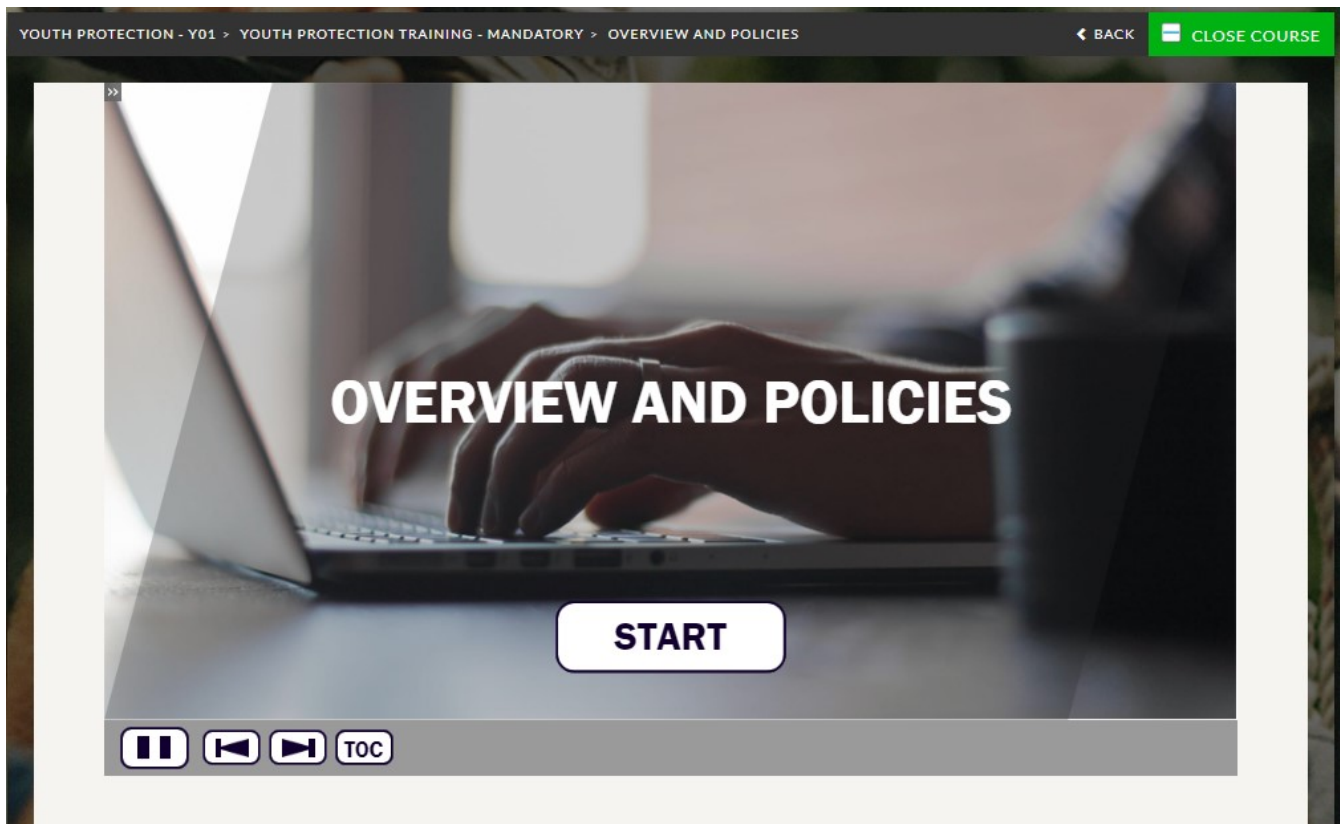 YOUTH PROTECTION - Y01 > YOUTH PROTECTION TRAINING - MANDATORY > OVERVIEW AND POLICIES
BACK
CLOSE COURSE
OVERVIEW AND POLICIES
START
TOC